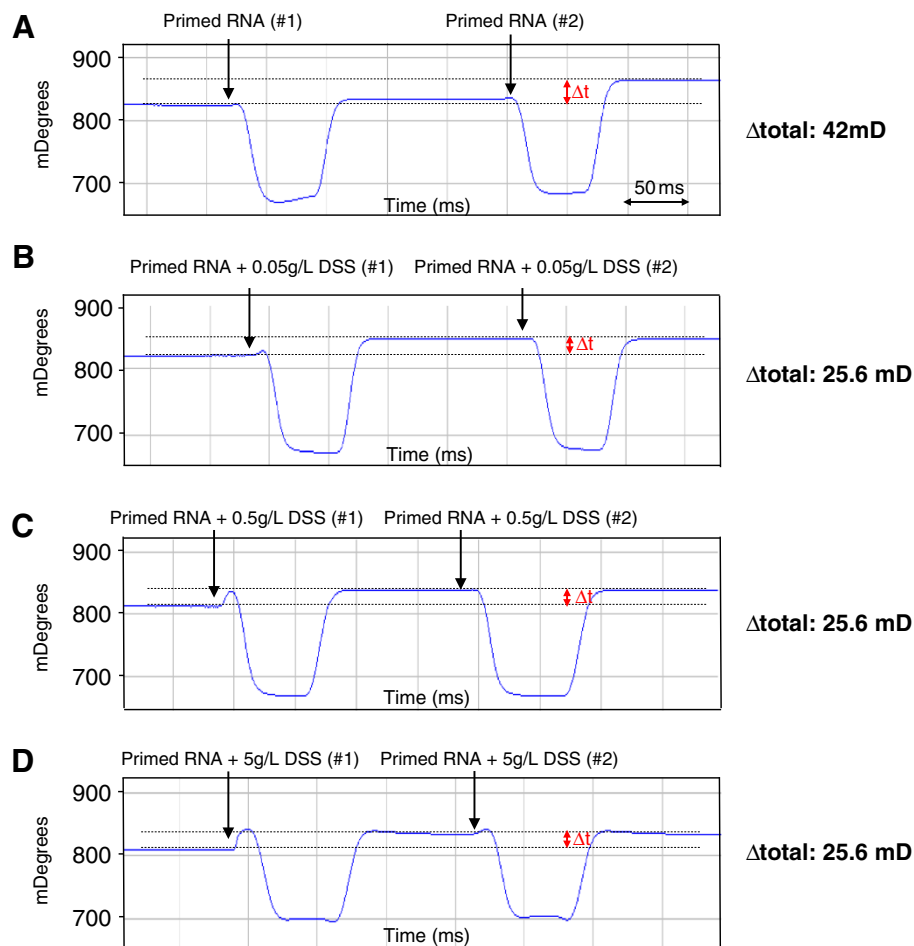 A
Primed RNA (#1)
Primed RNA (#2)
900
800
700
mDegrees
Δt
50 ms
Time (ms)
Δtotal: 42mD
B
Primed RNA + 0.05g/L DSS (#1)
Primed RNA + 0.05g/L DSS (#2)
900
800
700
mDegrees
Δt
Time (ms)
Δtotal: 25.6 mD
C
Primed RNA + 0.5g/L DSS (#1)
Primed RNA + 0.5g/L DSS (#2)
900
800
700
mDegrees
Δt
Time (ms)
Δtotal: 25.6 mD
D
Primed RNA + 5g/L DSS (#1)
Primed RNA + 5g/L DSS (#2)
900
800
700
mDegrees
Δt
Time (ms)
Δtotal: 25.6 mD